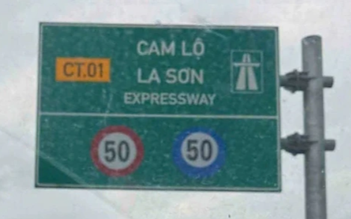 CAM LỘ
CT.01
LA SƠN
EXPRESSWAY
50 50